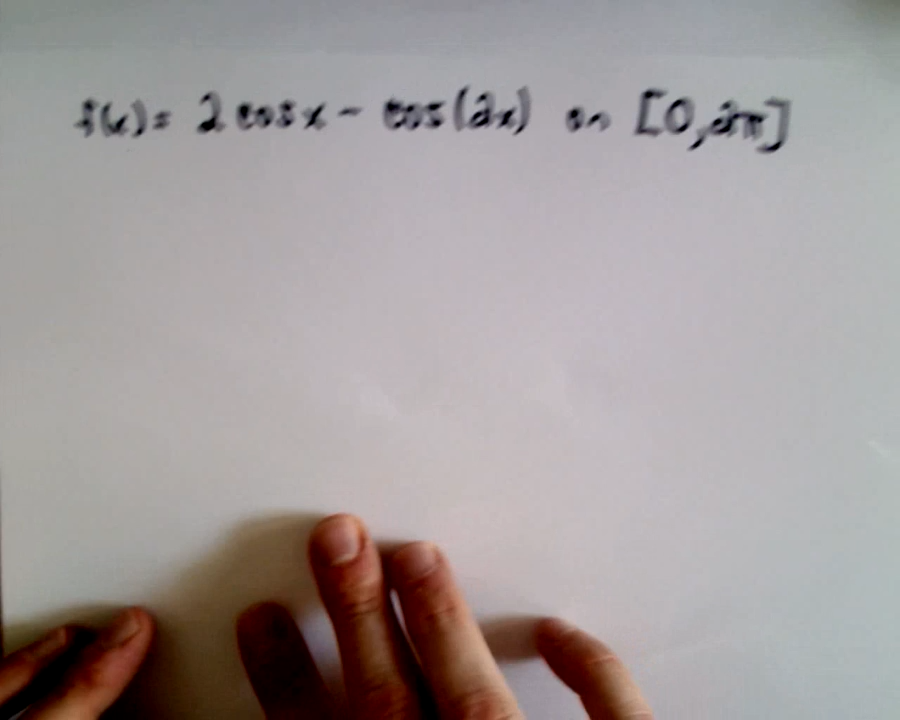 f(x) = 2 cos x - cos(2x) on [0, 2π]